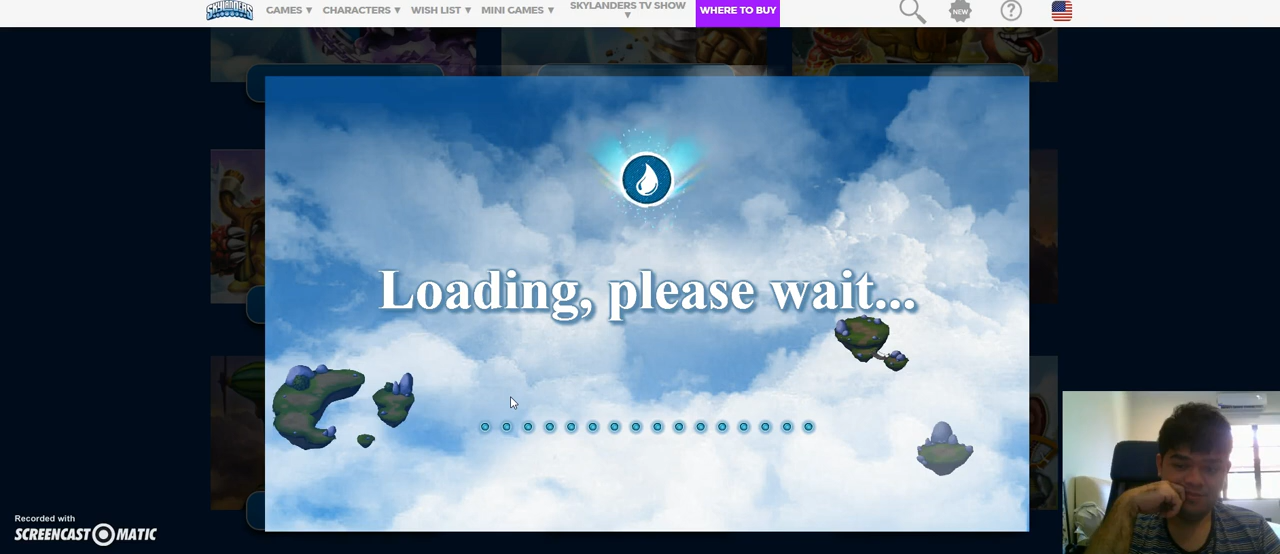 SKYLANDERS
GAMES ▼
CHARACTERS ▼
WISH LIST ▼
MINI GAMES ▼
SKYLANDERS TV SHOW ▼
WHERE TO BUY
NEW
?
Loading, please wait...
Recorded with
SCREENCAST MATIC